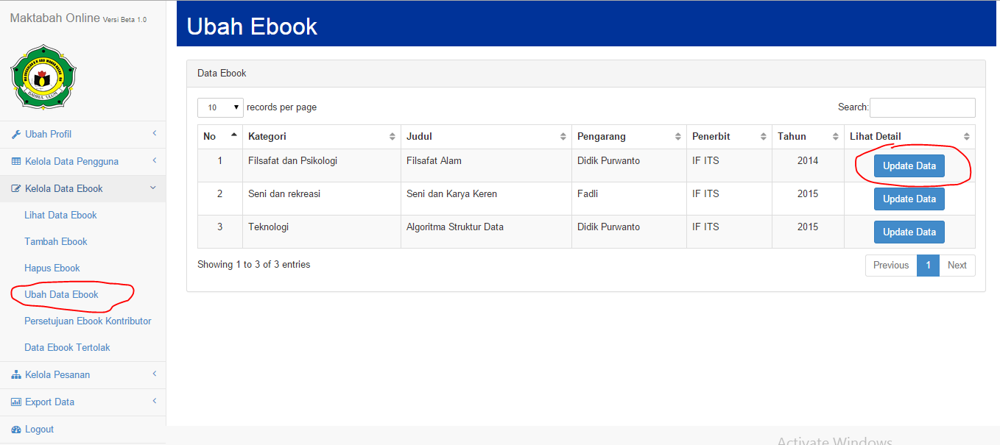 Maktabah Online Versi Beta 1.0
BAHRUL ULUM
Ubah Profil
Kelola Data Pengguna
Kelola Data Ebook
Lihat Data Ebook
Tambah Ebook
Hapus Ebook
Ubah Data Ebook
Persetujuan Ebook Kontributor
Data Ebook Tertolak
Kelola Pesanan
Export Data
Logout
Ubah Ebook
Data Ebook
10 records per page
Search:
No Kategori Judul Pengarang Penerbit Tahun Lihat Detail
1 Filsafat dan Psikologi Filsafat Alam Didik Purwanto IF ITS 2014 Update Data
2 Seni dan rekreasi Seni dan Karya Keren Fadli IF ITS 2015 Update Data
3 Teknologi Algoritma Struktur Data Didik Purwanto IF ITS 2015 Update Data
Showing 1 to 3 of 3 entries
Previous 1 Next
Activate Windows